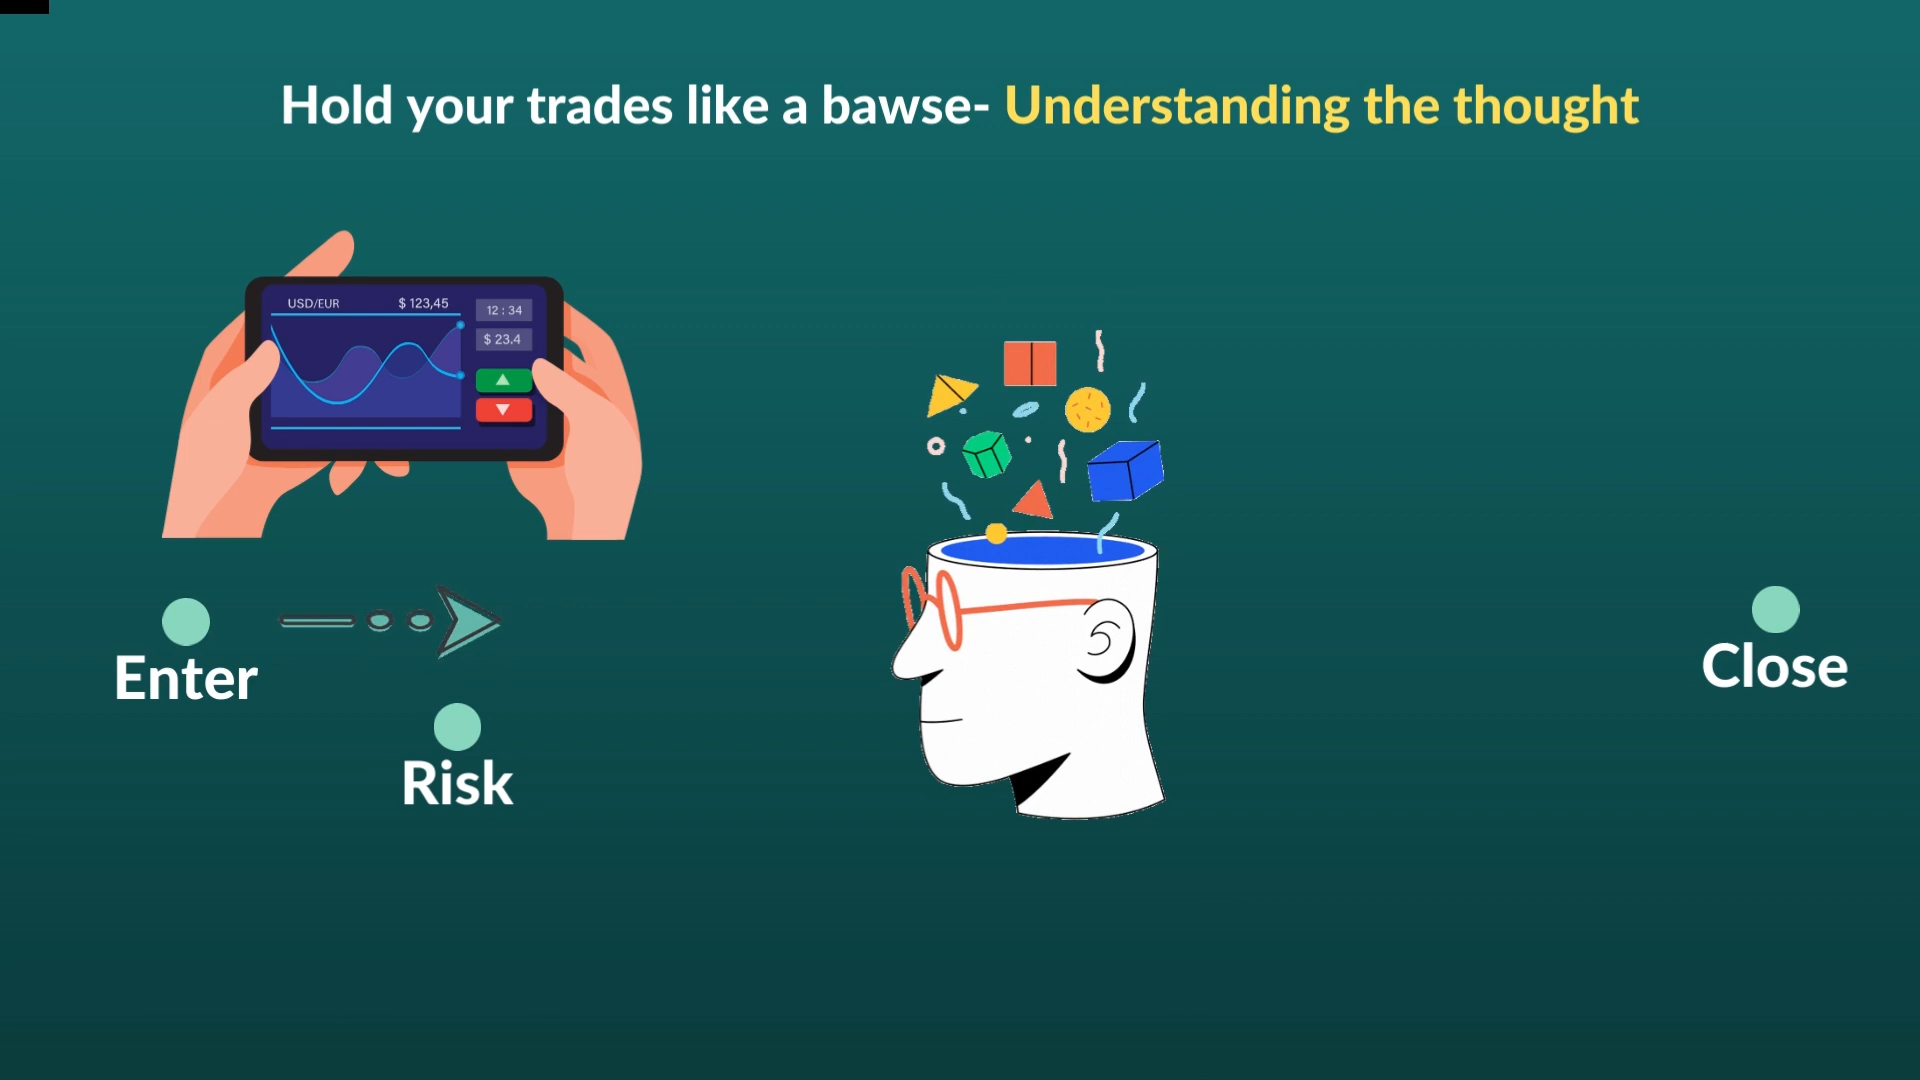 Hold your trades like a bawse- Understanding the thought
USD/EUR $ 123,45
12 : 34
$ 23.4
Enter
Risk
Close